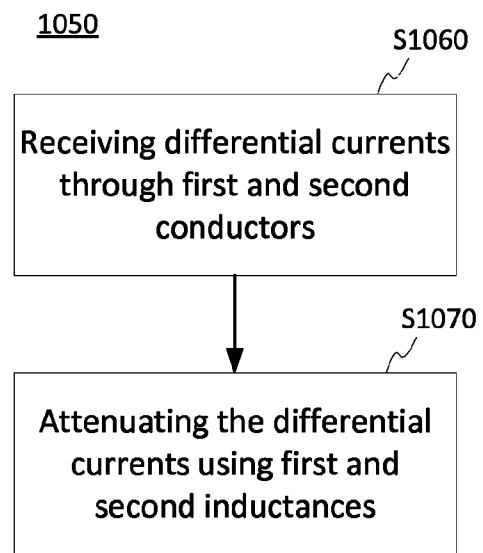 1050
S1060
Receiving differential currents
through first and second
conductors
S1070
Attenuating the differential
currents using first and
second inductances